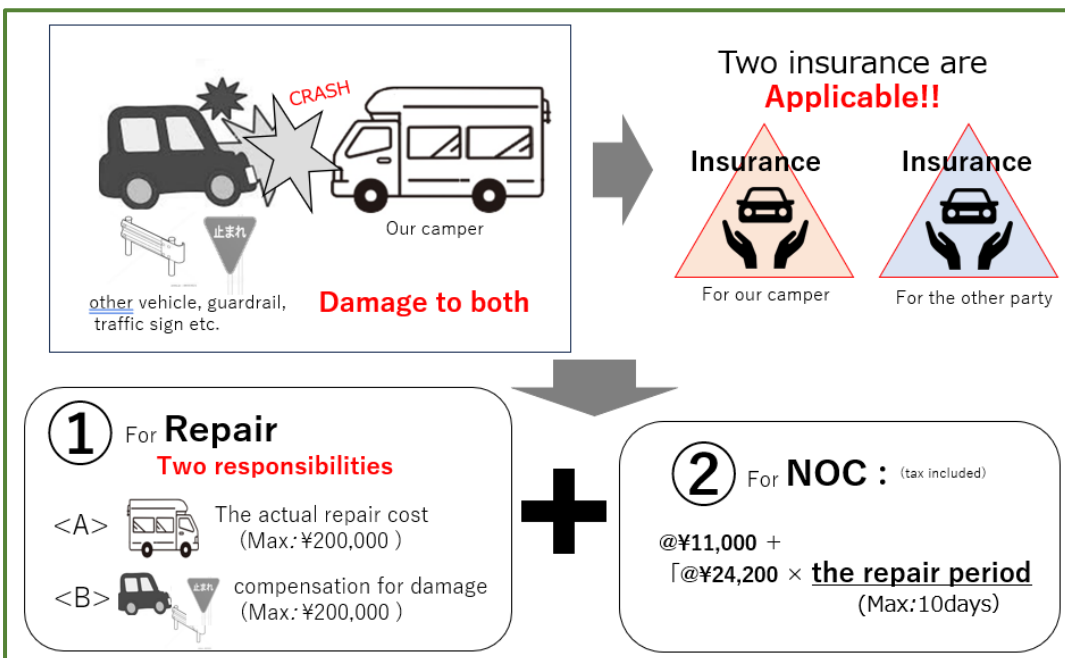 CRASH
止まれ
Our camper
other vehicle, guardrail,
traffic sign etc.
Damage to both
Two insurance are
Applicable!!
Insurance
For our camper
Insurance
For the other party
① For Repair
Two responsibilities
<A> The actual repair cost
(Max:¥200,000 )
<B> 止まれ compensation for damage
(Max:¥200,000 )
② For NOC : (tax included)
@¥11,000 +
「@¥24,200 × the repair period
(Max:10days)